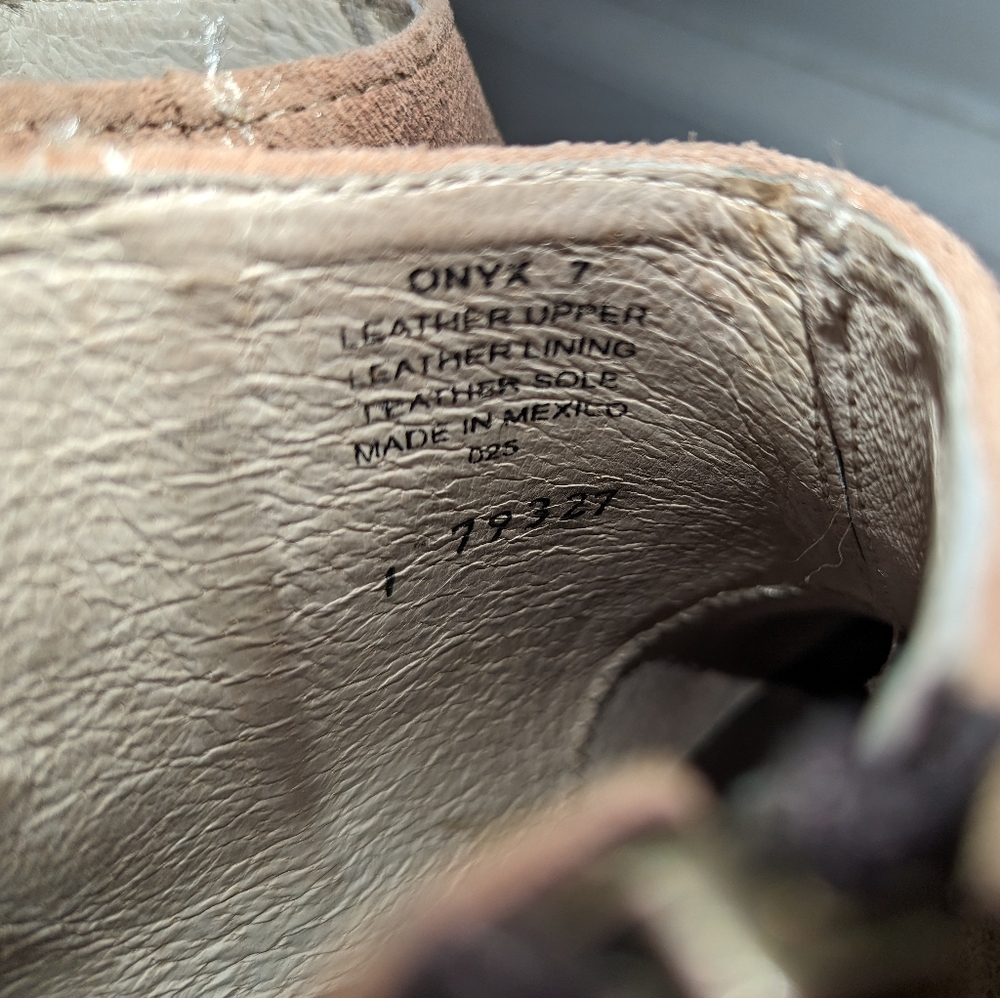 ONYX 7
LEATHER UPPER
LEATHER LINING
LEATHER SOLE
MADE IN MEXICO
025
79327
1